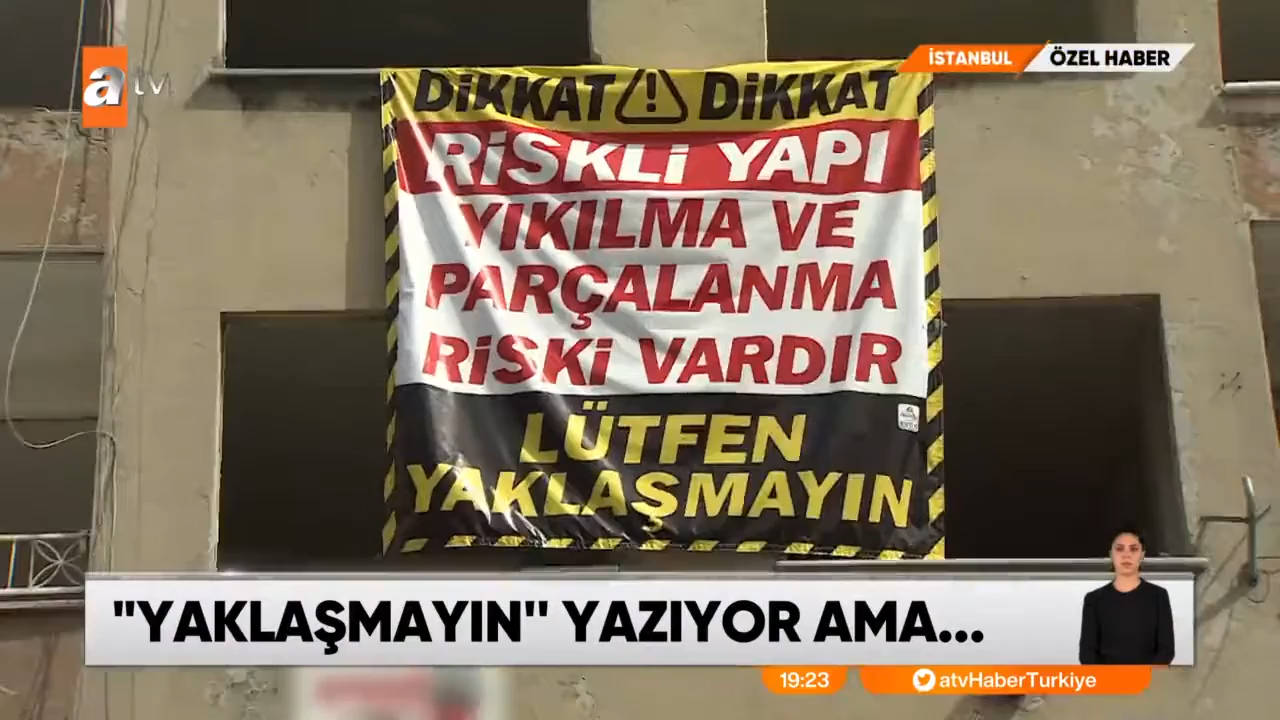 atv
İSTANBUL
ÖZEL HABER
DİKKAT ⚠ DİKKAT
RİSKLİ YAPI
YIKILMA VE
PARÇALANMA
RİSKİ VARDIR
LÜTFEN
YAKLAŞMAYIN
"YAKLAŞMAYIN" YAZIYOR AMA...
19:23
atvHaberTurkiye